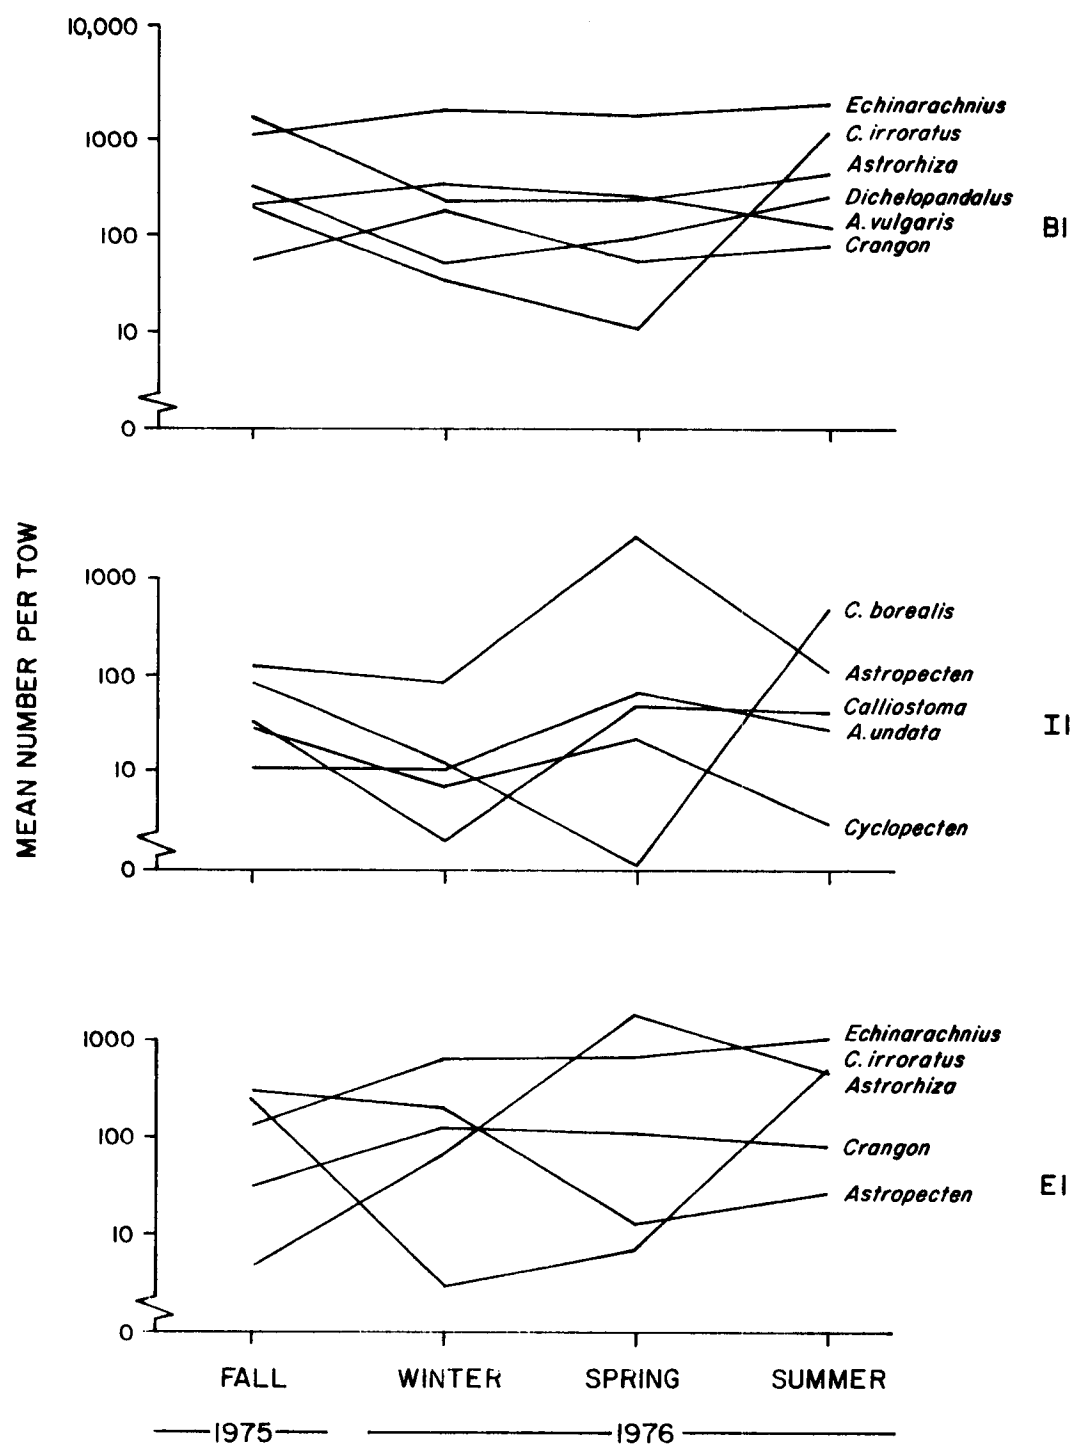 10,000
1000
100
10
0
Echinarachnius
C. irroratus
Astrorhiza
Dichelopandalus
A. vulgaris
Crangon
B1
MEAN NUMBER PER TOW
1000
100
10
0
C. borealis
Astropecten
Calliostoma
A. undata
Cyclopecten
I1
1000
100
10
0
Echinarachnius
C. irroratus
Astrorhiza
Crangon
Astropecten
E1
FALL WINTER SPRING SUMMER
1975 1976